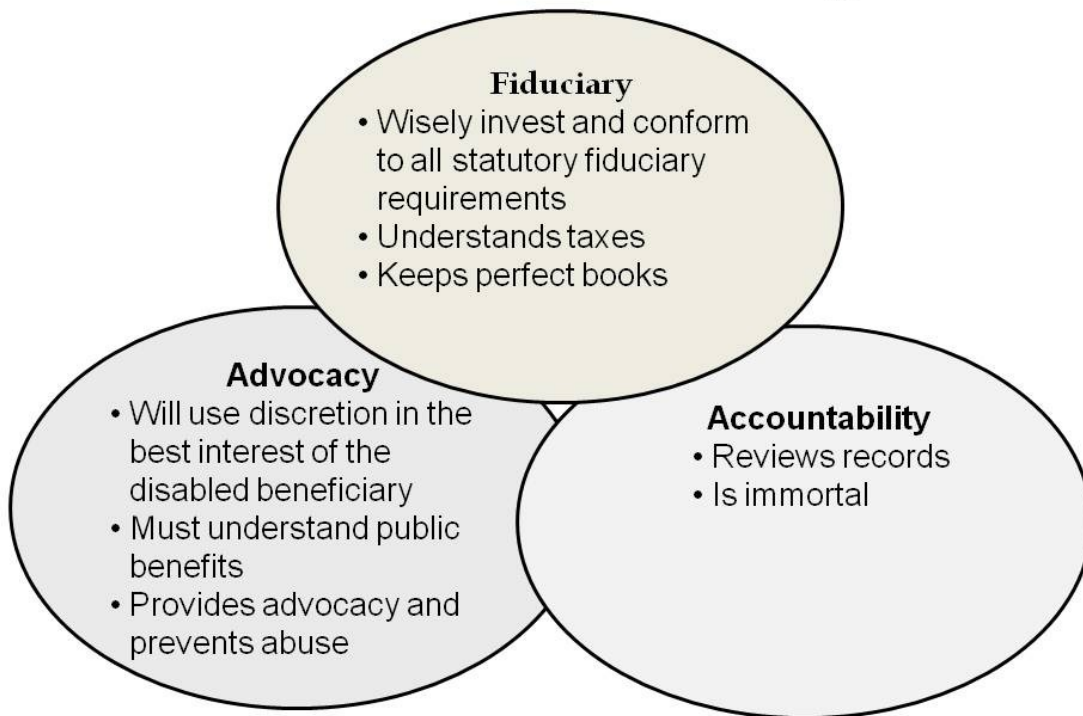 Fiduciary
• Wisely invest and conform
to all statutory fiduciary
requirements
• Understands taxes
• Keeps perfect books
Advocacy
• Will use discretion in the
best interest of the
disabled beneficiary
• Must understand public
benefits
• Provides advocacy and
prevents abuse
Accountability
• Reviews records
• Is immortal